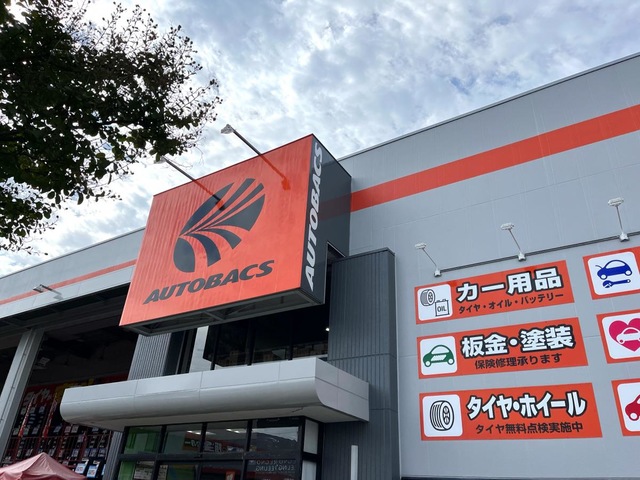 AUTOBACS
AUTOBACS
カー用品
タイヤ・オイル・バッテリー
OIL
板金・塗装
保険修理承ります
タイヤ・ホイール
タイヤ無料点検実施中